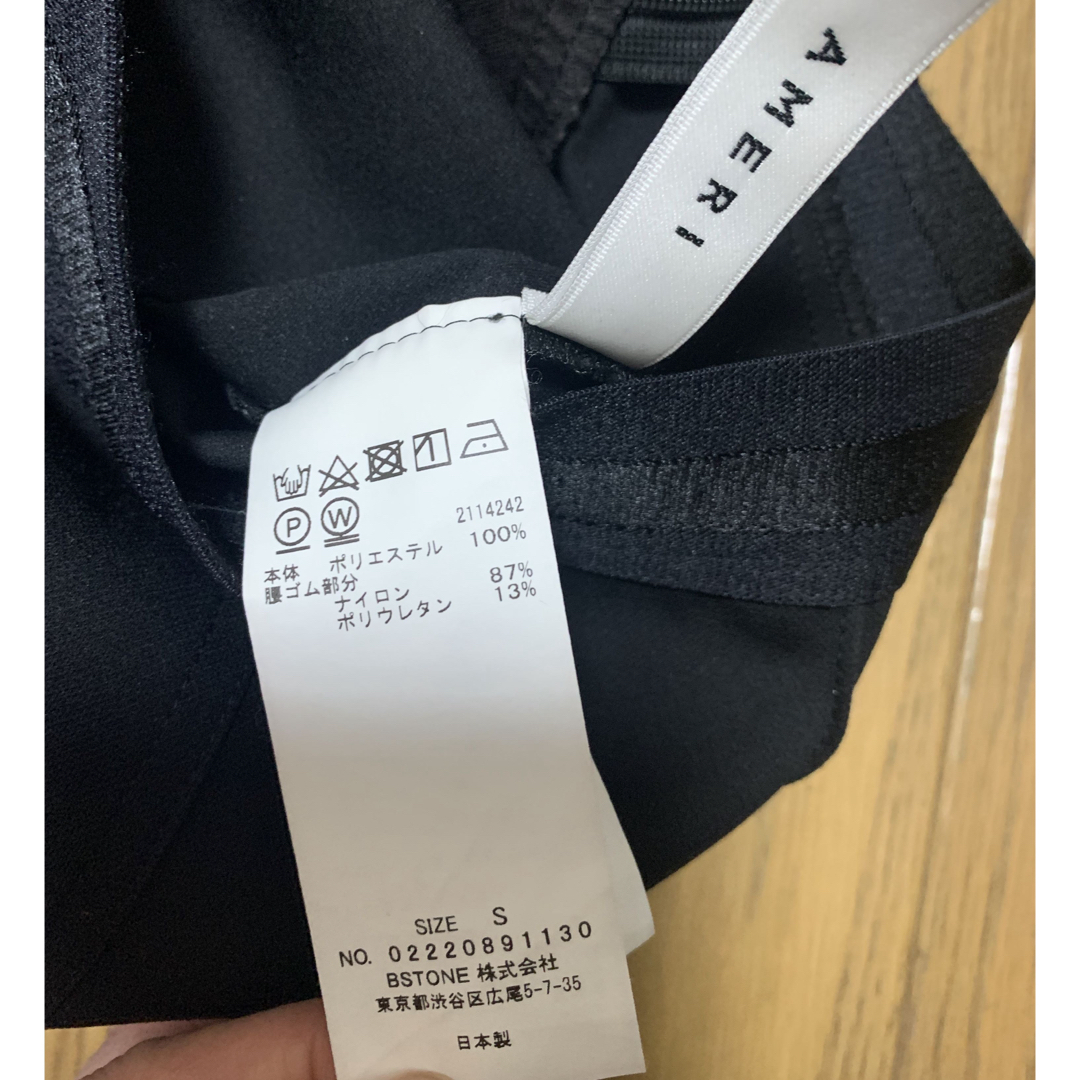 AMERI
P W
2114242
本体 ポリエステル 100%
腰ゴム部分
ナイロン 87%
ポリウレタン 13%
SIZE S
NO. 02220891130
BSTONE 株式会社
東京都渋谷区広尾5-7-35
日本製